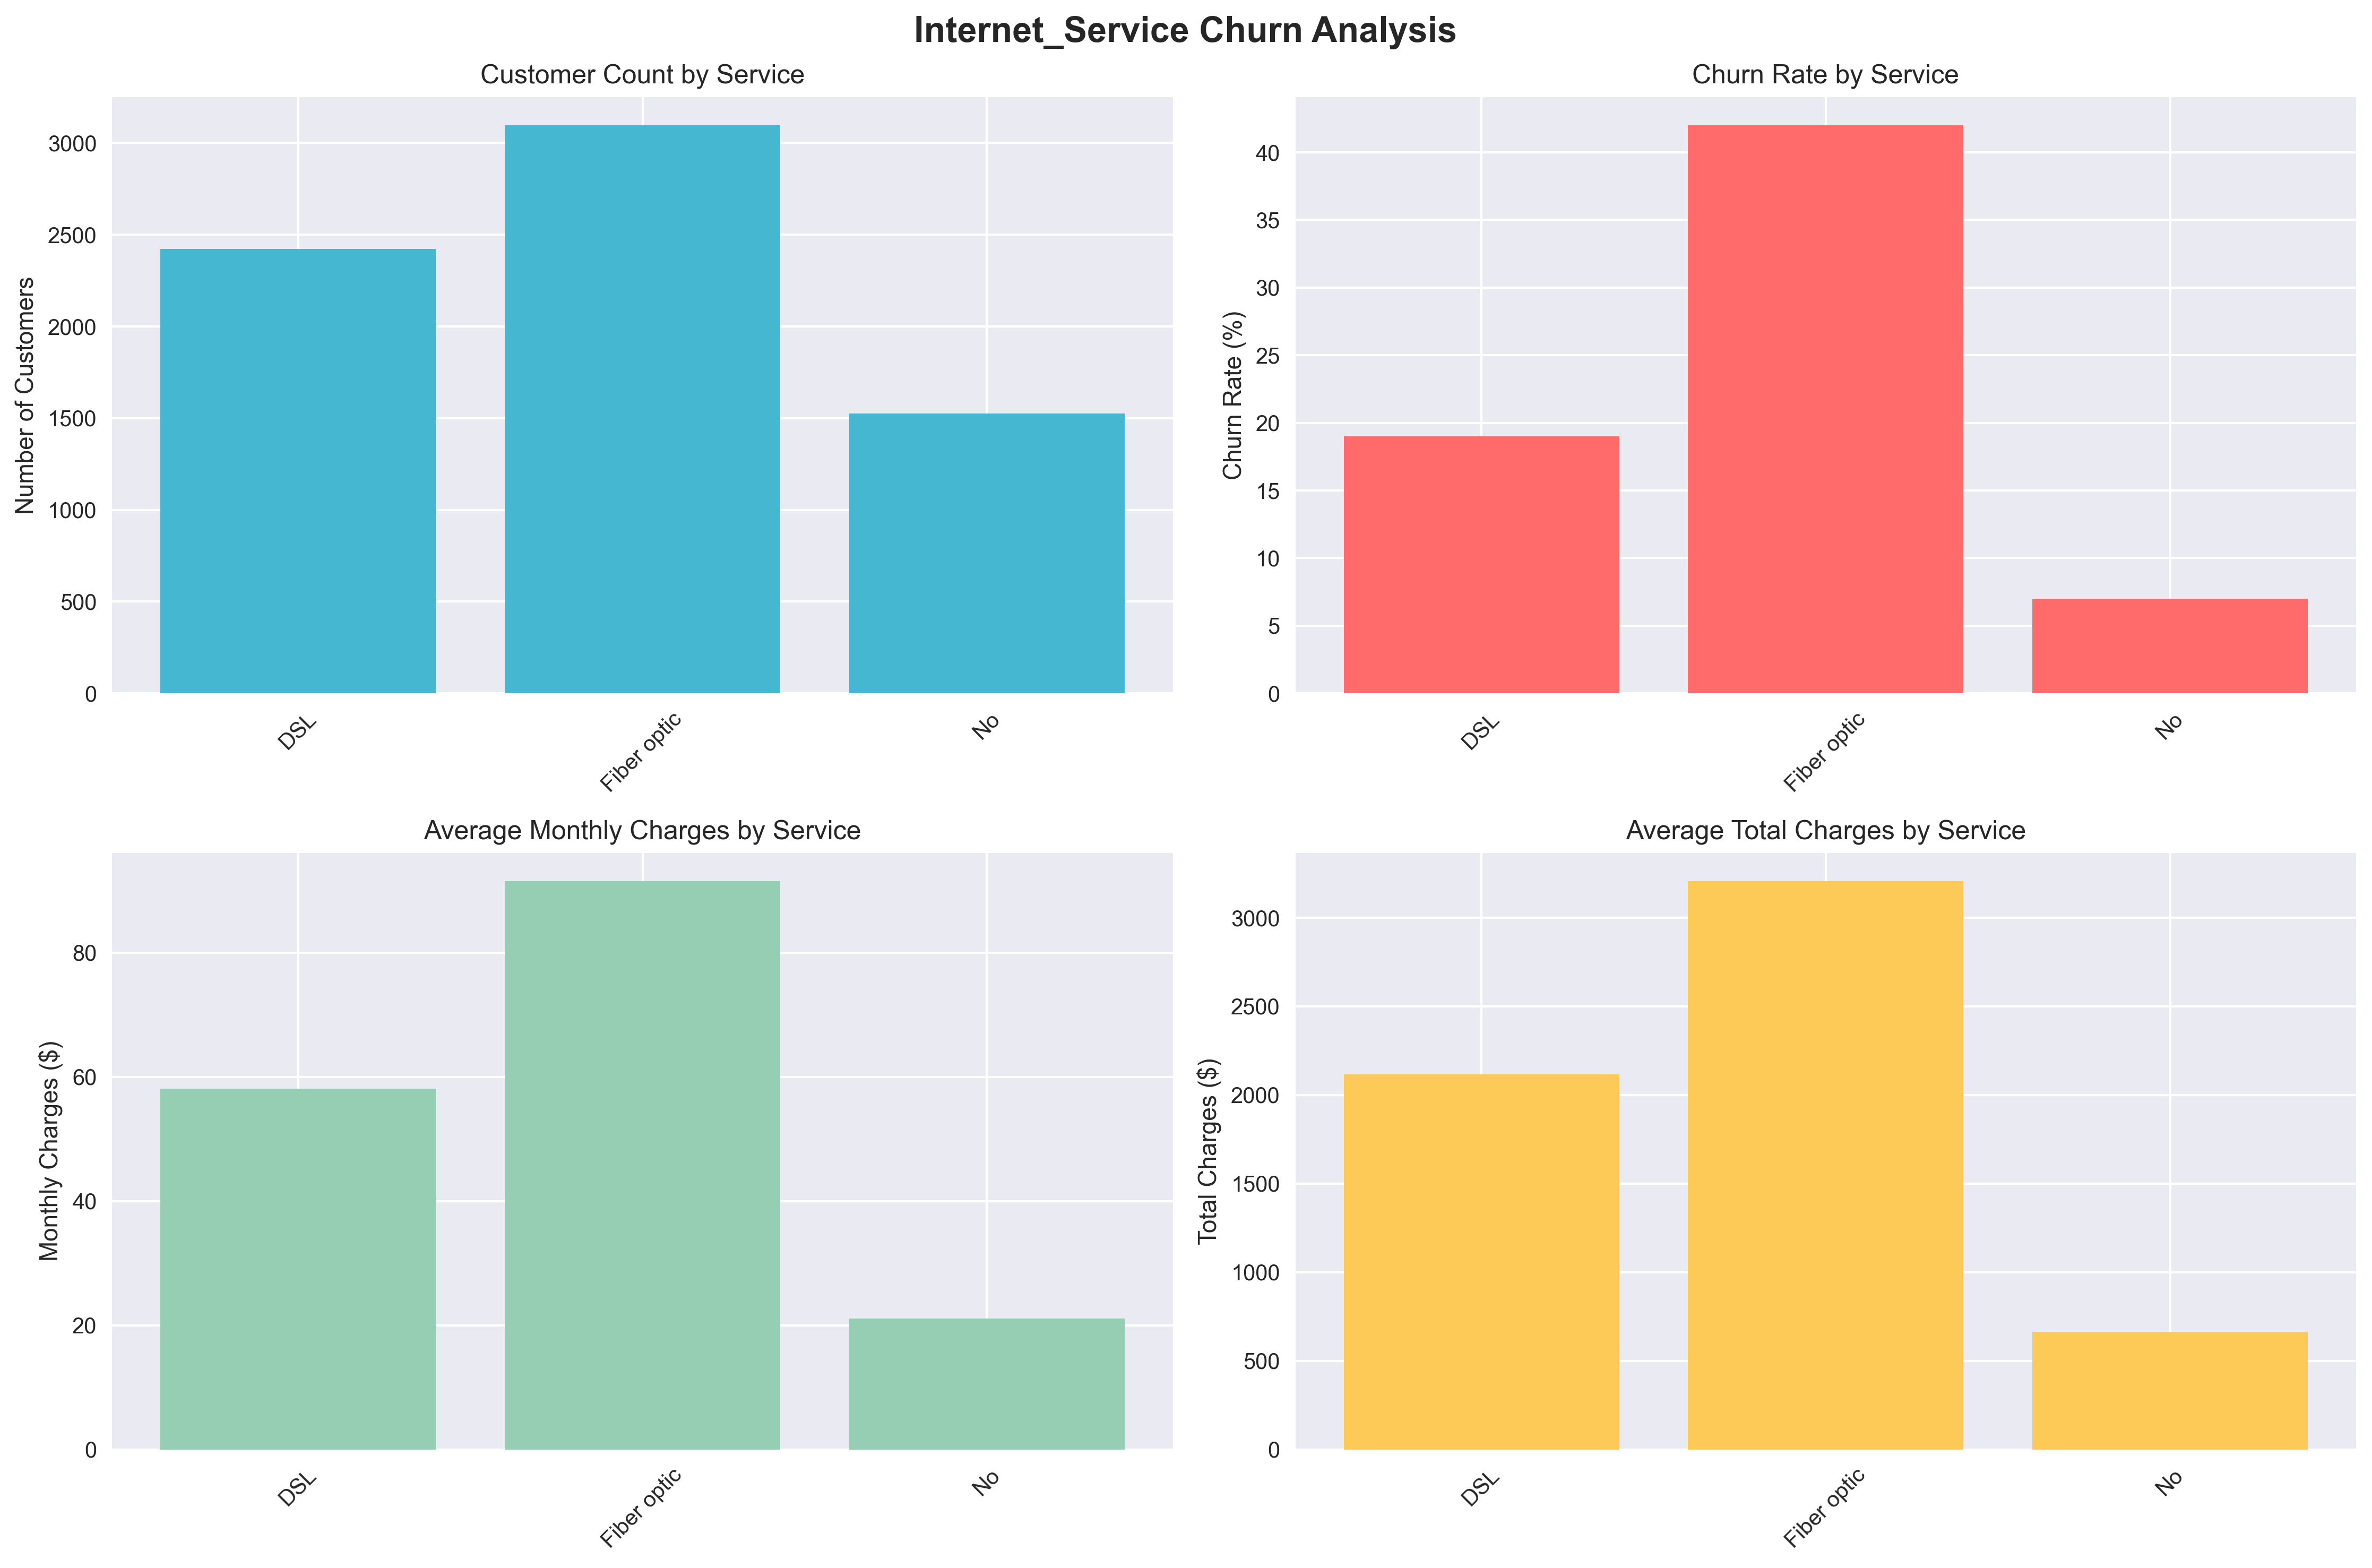 Internet_Service Churn Analysis
Customer Count by Service
Number of Customers
3000
2500
2000
1500
1000
500
0
DSL
Fiber optic
No
Churn Rate by Service
Churn Rate (%)
40
35
30
25
20
15
10
5
0
DSL
Fiber optic
No
Average Monthly Charges by Service
Monthly Charges ($)
80
60
40
20
0
DSL
Fiber optic
No
Average Total Charges by Service
Total Charges ($)
3000
2500
2000
1500
1000
500
0
DSL
Fiber optic
No